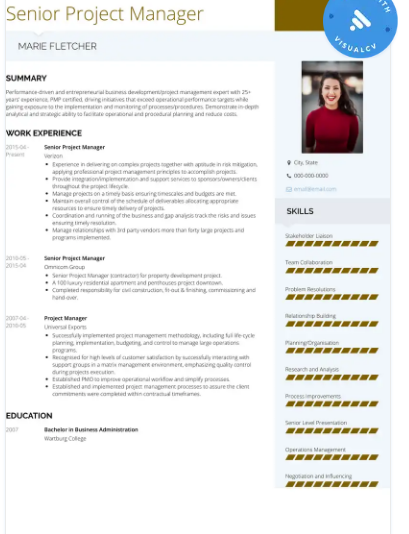 Senior Project Manager
WITH
VISUALCV
MARIE FLETCHER
SUMMARY
Performance-driven and entrepreneurial business development/project management expert with 25+
years' experience, PMP certified, driving initiatives that exceed operational performance targets while
gaining exposure to the implementation and monitoring of processes/procedures. Demonstrate in-depth
analytical and strategic ability to facilitate operational and procedural planning and reduce costs.
WORK EXPERIENCE
2015-04 - Present
Senior Project Manager
Verizon
Experience in delivering on complex projects together with aptitude in risk mitigation,
applying professional project management principles to accomplish projects.
Provide integration/implementation and support services to sponsors/owners/clients
throughout the project lifecycle.
Manage projects on a timely basis ensuring timescales and budgets are met.
Maintain overall control of the schedule of deliverables allocating appropriate
resources to ensure timely delivery of projects.
Coordination and running of the business and gap analysis track the risks and issues
ensuring timely resolution.
Manage relationships with 3rd party vendors more than forty large projects and
programs implemented.
2010-05 -
2015-04
Senior Project Manager
Omnicom Group
Senior Project Manager (contractor) for property development project.
A 100 luxury residential apartment and penthouses project downtown.
Completed responsibility for civil construction, fit-out & finishing, commissioning and
hand-over.
2007-04 -
2010-05
Project Manager
Universal Exports
Successfully implemented project management methodology, including full-life cycle
planning, implementation, budgeting, and control to manage large operations
programs.
Recognized for high levels of customer satisfaction by successfully interacting with
support groups in a matrix management environment, emphasizing quality control
during projects execution.
Established PMO to improve operational workflow and simplify processes.
Established and implemented project management processes to assure the client
commitments were completed within contractual timeframes.
EDUCATION
2007
Bachelor in Business Administration
Wartburg College
City, State
000-000-0000
email@email.com
SKILLS
Stakeholder Liaison
Team Collaboration
Problem Resolutions
Relationship Building
Planning/Organisation
Research and Analysis
Process Improvements
Senior Level Presentation
Operations Management
Negotiation and Influencing